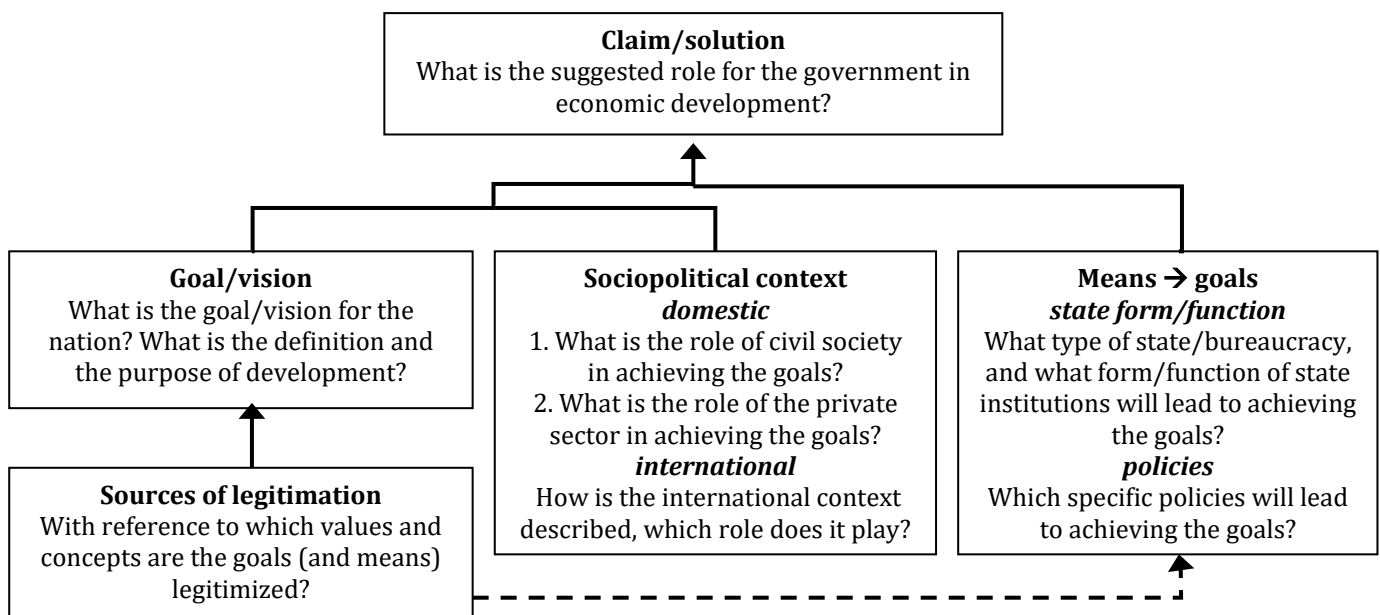 Claim/solution
What is the suggested role for the government in
economic development?
Goal/vision
What is the goal/vision for the
nation? What is the definition and
the purpose of development?
Sources of legitimation
With reference to which values and
concepts are the goals (and means)
legitimized?
Sociopolitical context
domestic
1. What is the role of civil society
in achieving the goals?
2. What is the role of the private
sector in achieving the goals?
international
How is the international context
described, which role does it play?
Means → goals
state form/function
What type of state/bureaucracy,
and what form/function of state
institutions will lead to achieving
the goals?
policies
Which specific policies will lead
to achieving the goals?